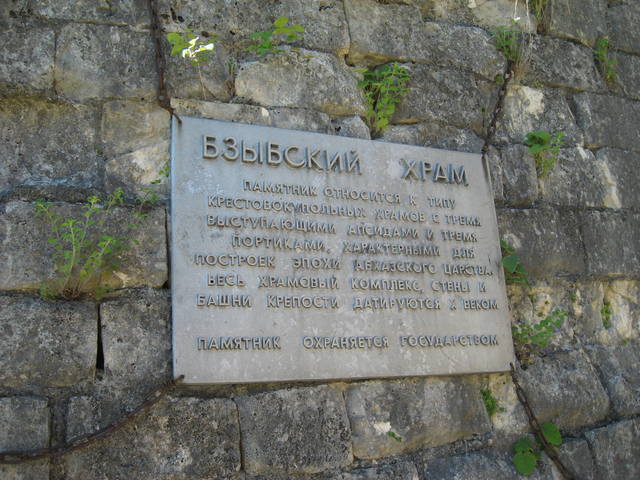 БЗЫБСКИЙ ХРАМ
ПАМЯТНИК ОТНОСИТСЯ К ТИПУ
КРЕСТОВОКУПОЛЬНЫХ ХРАМОВ С ТРЕМЯ
ВЫСТУПАЮЩИМИ АПСИДАМИ И ТРЕМЯ
ПОРТИКАМИ, ХАРАКТЕРНЫМИ ДЛЯ
ПОСТРОЕК ЭПОХИ АБХАЗСКОГО ЦАРСТВА.
ВЕСЬ ХРАМОВЫЙ КОМПЛЕКС, СТЕНЫ И
БАШНИ КРЕПОСТИ ДАТИРУЮТСЯ X ВЕКОМ
ПАМЯТНИК ОХРАНЯЕТСЯ ГОСУДАРСТВОМ